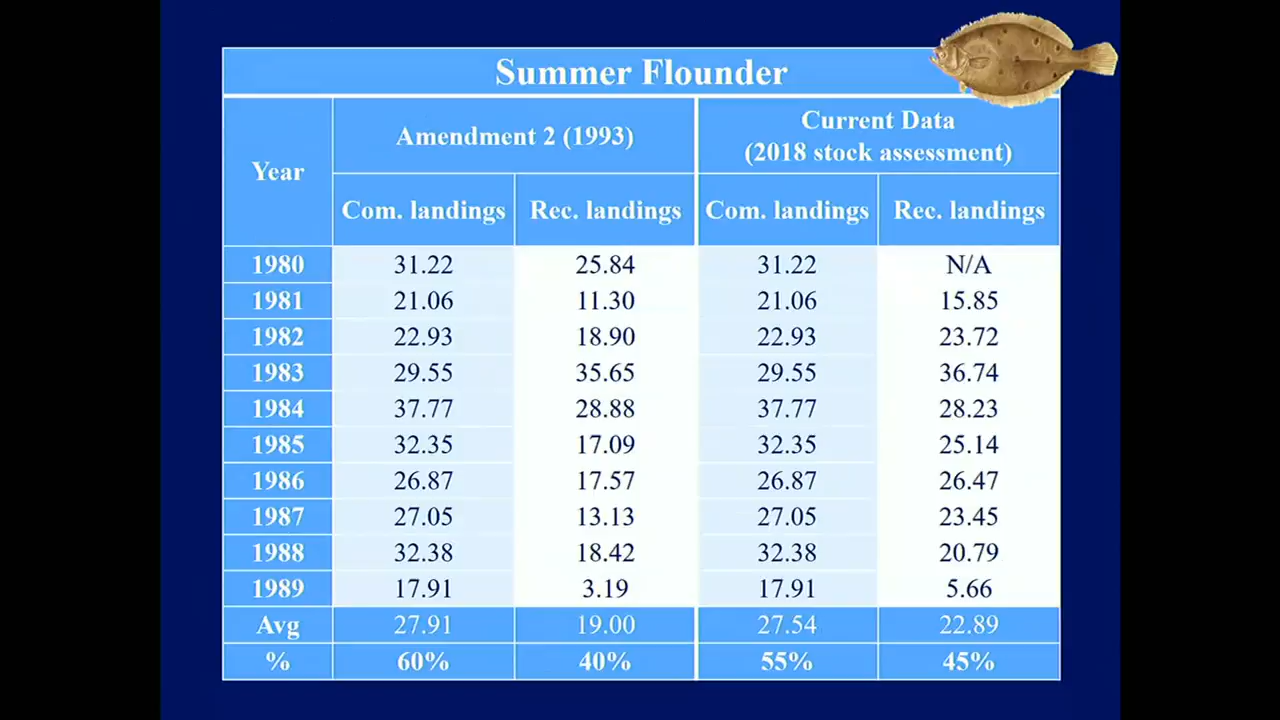 Summer Flounder
Year
Amendment 2 (1993)
Current Data
(2018 stock assessment)
Com. landings Rec. landings Com. landings Rec. landings
1980 31.22 25.84 31.22 N/A
1981 21.06 11.30 21.06 15.85
1982 22.93 18.90 22.93 23.72
1983 29.55 35.65 29.55 36.74
1984 37.77 28.88 37.77 28.23
1985 32.35 17.09 32.35 25.14
1986 26.87 17.57 26.87 26.47
1987 27.05 13.13 27.05 23.45
1988 32.38 18.42 32.38 20.79
1989 17.91 3.19 17.91 5.66
Avg 27.91 19.00 27.54 22.89
% 60% 40% 55% 45%